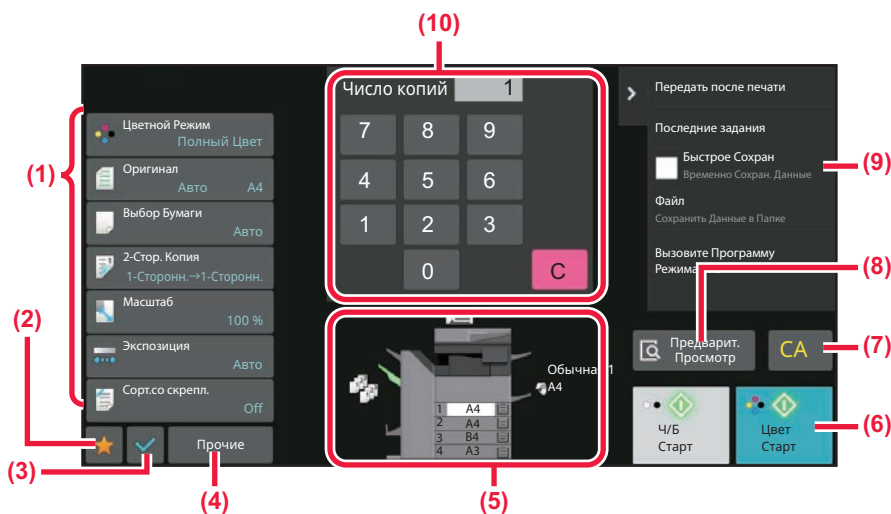 (10)
Число копий 1
7 8 9
4 5 6
1 2 3
0 C
(1)
Цветной Режим
Полный Цвет
Оригинал
Авто A4
Выбор Бумаги
Авто
2-Стор. Копия
1-Сторонн.→1-Сторонн.
Масштаб
100 %
Экспозиция
Авто
Сорт.со скрепл.
Off
(2)
(3)
Прочие
(4)
Обычная 1
A4
1 A4
2 A4
3 B4
4 A3
(5)
Передать после печати
Последние задания
Быстрое Сохран
Временно Сохран. Данные
(9)
Файл
Сохранить Данные в Папке
Вызовите Программу
(8)
Предварит.
Просмотр
CA
(7)
Ч/Б
Старт
Цвет
Старт
(6)